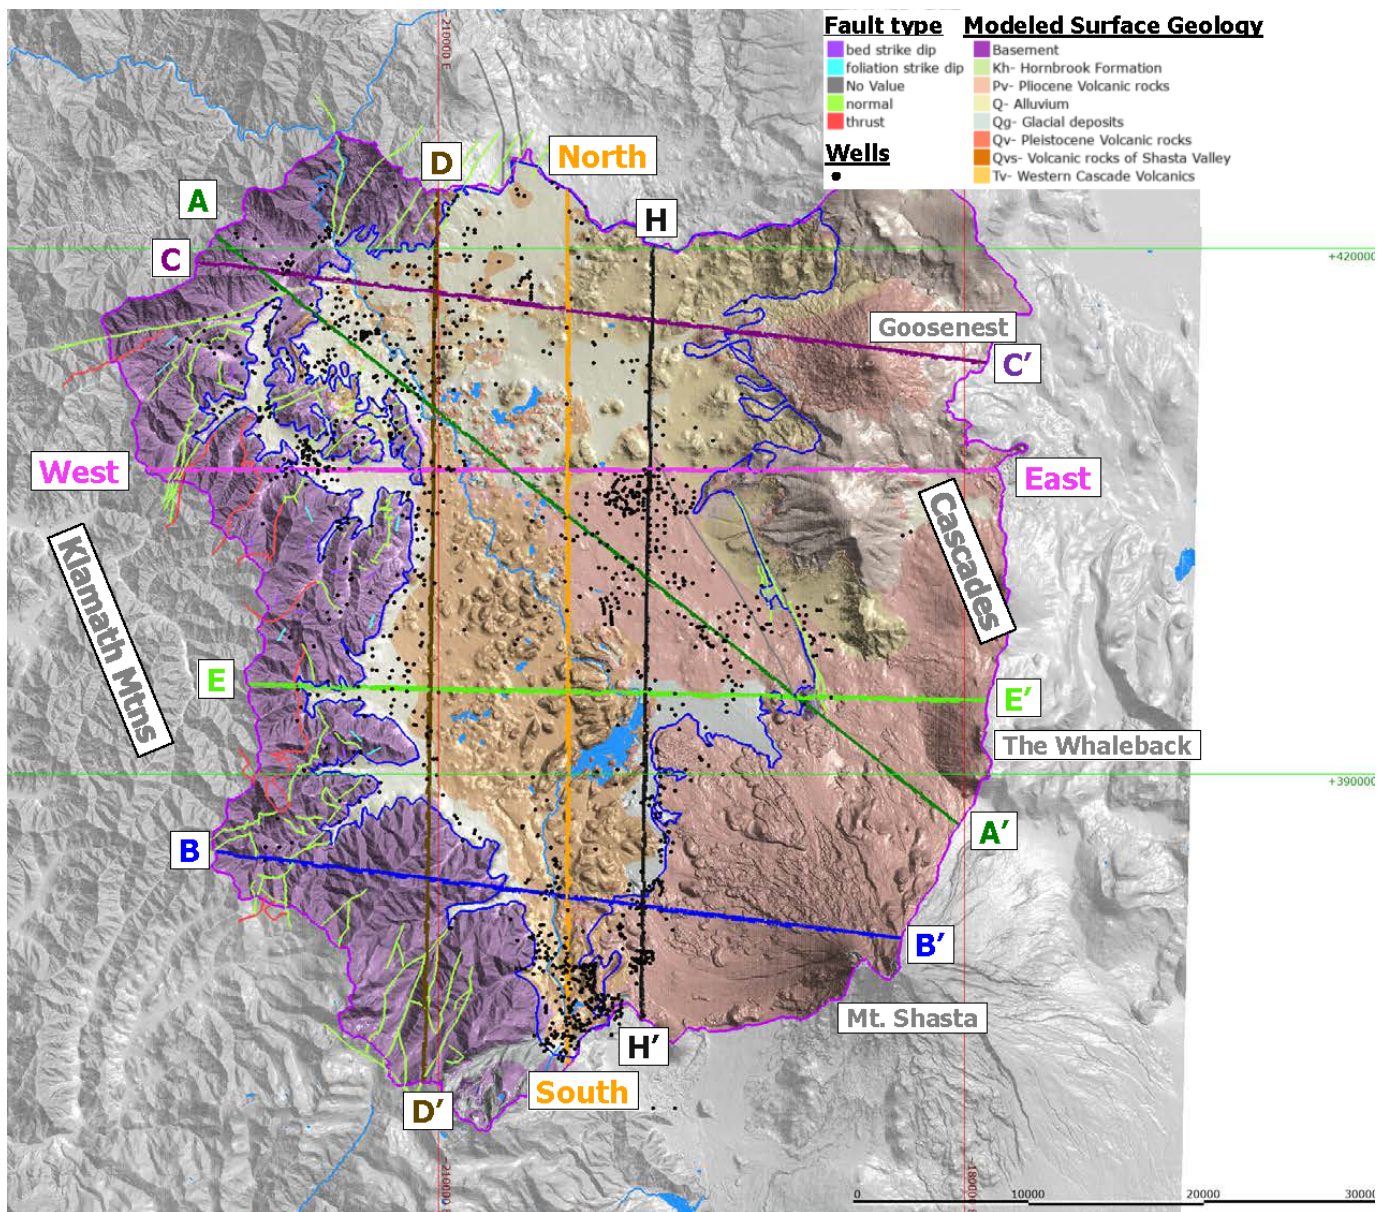 Fault type
bed strike dip
foliation strike dip
No Value
normal
thrust
Wells
Modeled Surface Geology
Basement
Kh- Hornbrook Formation
Pv- Pliocene Volcanic rocks
Q- Alluvium
Qg- Glacial deposits
Qv- Pleistocene Volcanic rocks
Qvs- Volcanic rocks of Shasta Valley
Tv- Western Cascade Volcanics
-210000 E
D
North
A
H
C
+420000
Goosenest
C′
West
East
Cascades
Klamath Mtns
E
E′
The Whaleback
+390000
A′
B
B′
Mt. Shasta
H′
South
D′
-210000 E
0
10000
20000
30000